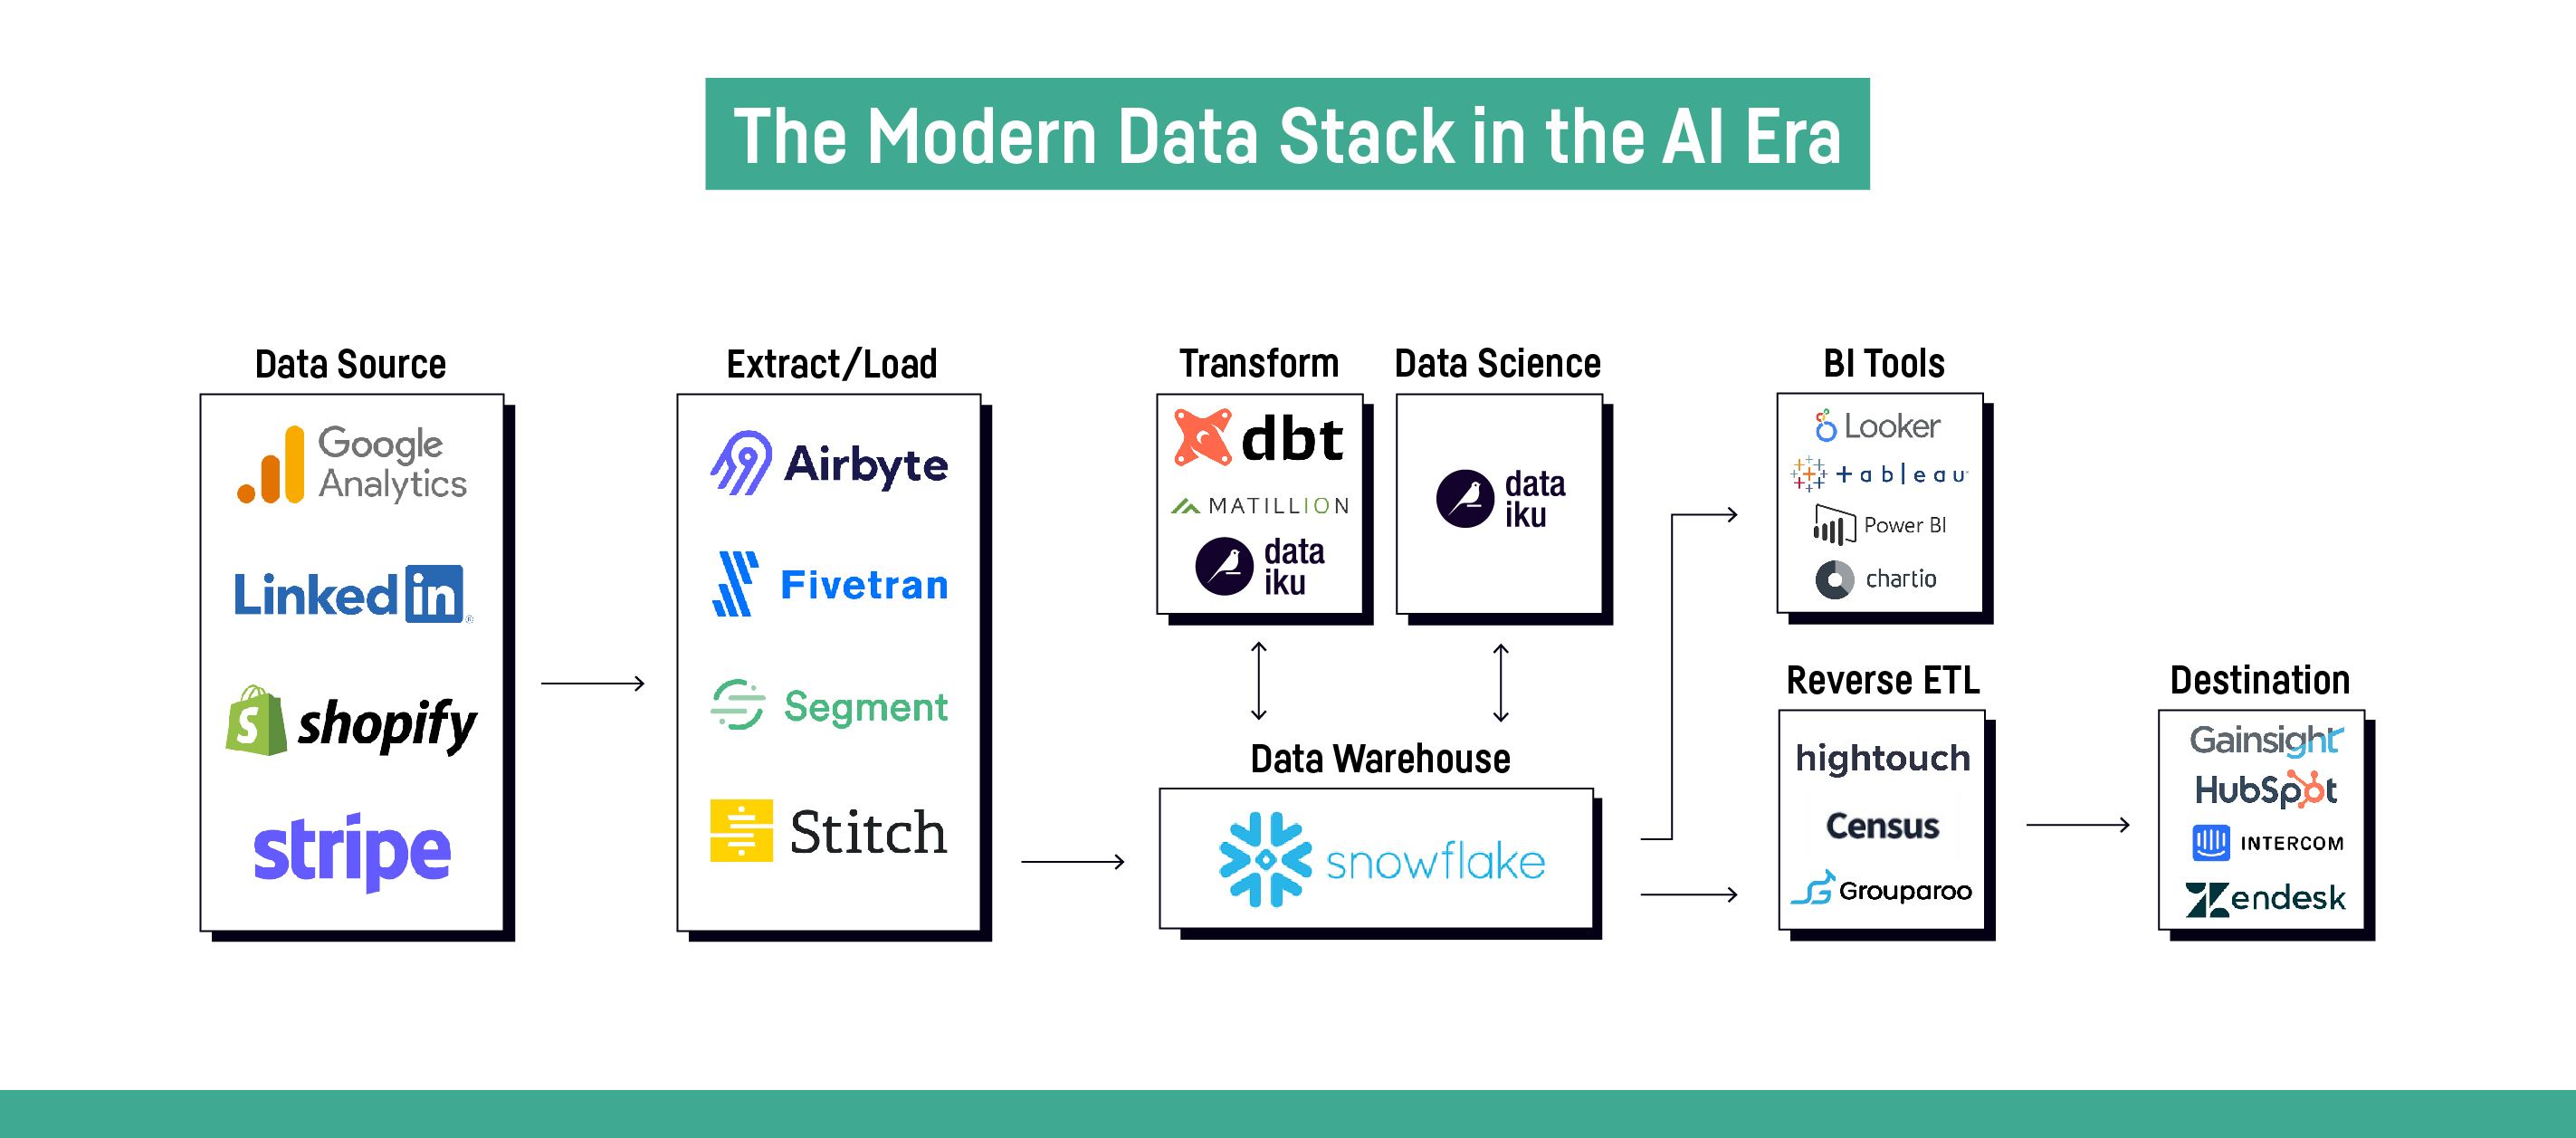 The Modern Data Stack in the AI Era
Data Source
Google
Analytics
Linkedin®
shopify
stripe
Extract/Load
Airbyte
Fivetran
Segment
Stitch
Transform
dbt
MATILLION
data
iku
Data Science
data
iku
Data Warehouse
snowflake
BI Tools
Looker
+ableau
Power BI
chartio
Reverse ETL
hightouch
Census
Grouparoo
Destination
Gainsight
HubSpot
INTERCOM
Zendesk